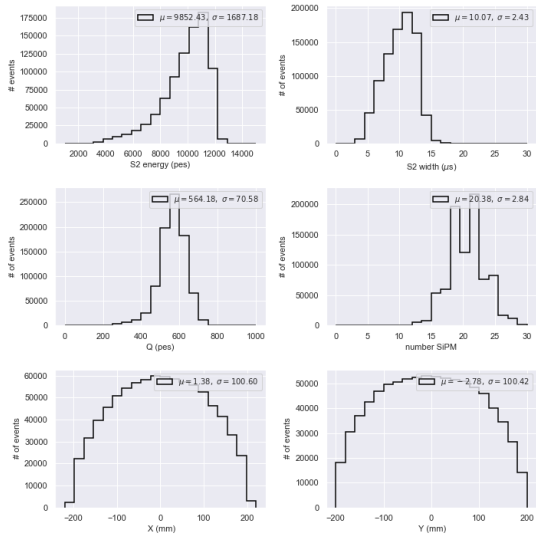 # of events
175000
150000
125000
100000
75000
50000
25000
0
2000 4000 6000 8000 10000 12000 14000
S2 energy (pes)
μ = 9852.43, σ = 1687.18
# of events
200000
150000
100000
50000
0
0 5 10 15 20 25 30
S2 width (μs)
μ = 10.07, σ = 2.43
# of events
250000
200000
150000
100000
50000
0
0 200 400 600 800 1000
Q (pes)
μ = 564.18, σ = 70.58
# of events
200000
150000
100000
50000
0
0 5 10 15 20 25 30
number SiPM
μ = 20.38, σ = 2.84
# of events
60000
50000
40000
30000
20000
10000
−200 −100 0 100 200
X (mm)
μ = 1.38, σ = 100.60
# of events
50000
40000
30000
20000
10000
0
−200 −100 0 100 200
Y (mm)
μ = −2.78, σ = 100.42